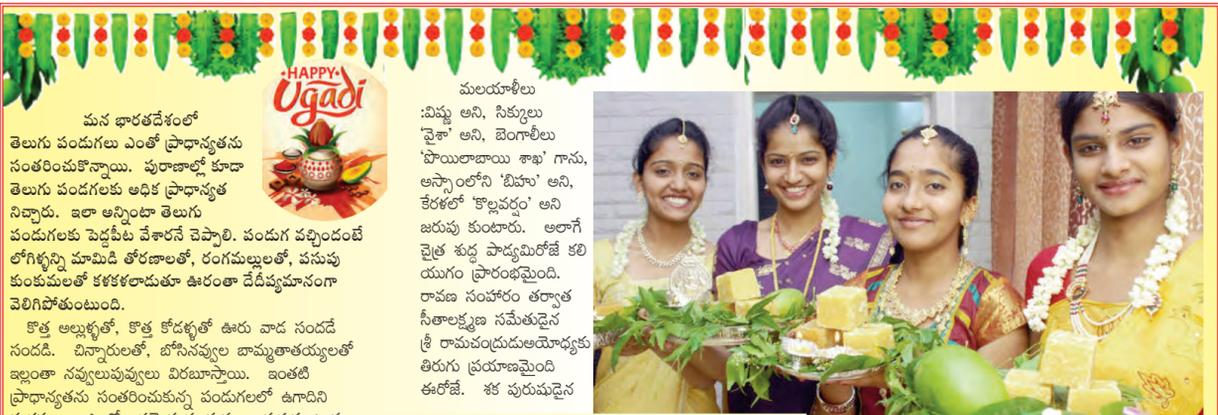 HAPPY
Ugadi
మన భారతదేశంలో
తెలుగు పండుగలు ఎంతో ప్రాధాన్యతను
సంతరించుకొన్నాయి. పురాణాల్లో కూడా
తెలుగు పండగలకు అధిక ప్రాధాన్యత
నిచ్చారు. ఇలా అన్నింటా తెలుగు
పండుగలకు పెద్దపీట వేశారనే చెప్పాలి. పండుగ వచ్చిందంటే
లోగిళ్ళన్ని మామిడి తోరణాలతో, రంగమల్లులతో, పసుపు
కుంకుమలతో కళకళలాడుతూ ఊరంతా దేదీప్యమానంగా
వెలిగిపోతుంటుంది.
కొత్త అల్లుళ్ళతో, కొత్త కోడళ్ళతో ఊరు వాడ సందడే
సందడి. చిన్నారులతో, బోసినవ్వుల బామ్మతాతయ్యలతో
ఇల్లంతా నవ్వులుపువ్వులు విరబూస్తాయి. ఇంతటి
ప్రాధాన్యతను సంతరించుకున్న పండుగలలో ఉగాదిని
మలయాళీలు
:విష్ణు అని, సిక్కులు
‘వైశా’ అని, బెంగాలీలు
‘పొయిలాబాయి శాఖ’ గాను,
అస్సాంలోని ‘బిహు’ అని,
కేరళలో ‘కొల్లవర్షం’ అని
జరుపు కుంటారు. అలాగే
చైత్ర శుద్ధ పాడ్యమిరోజే కలి
యుగం ప్రారంభమైంది.
రావణ సంహారం తర్వాత
సీతాలక్ష్మణ సమేతుడైన
శ్రీ రామచంద్రుడుఅయోధ్యకు
తిరుగు ప్రయాణమైంది
ఈరోజే. శక పురుషుడైన